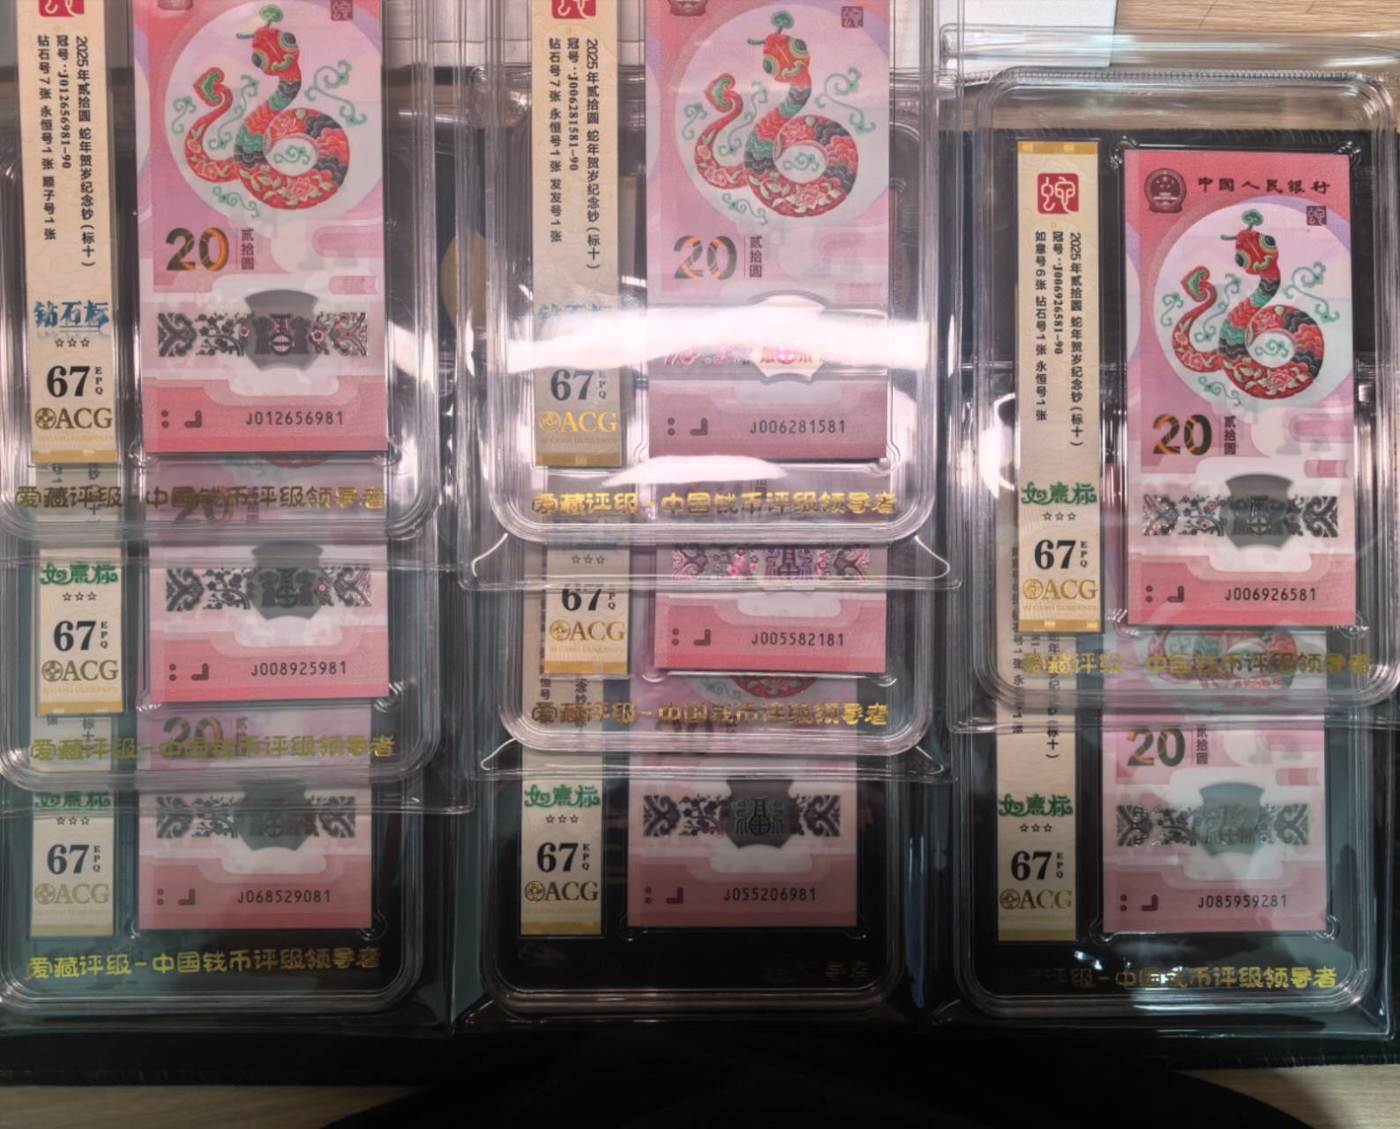 2025年贰拾圆 蛇年贺岁纪念钞(标十)
冠号:J012656981-90
钻石号7张 永恒号1张 顺子号1张
钻石标
☆☆☆
67 EPQ
ACG
20
贰拾圆
J012656981
爱藏评级-中国钱币评级领导者
2025年贰拾圆 蛇年贺岁纪念钞(标十)
冠号:J006281581-90
钻石号7张 永恒号1张 发发号1张
67 EPQ
ACG
20
贰拾圆
J006281581
爱藏评级-中国钱币评级领导者
2025年贰拾圆 蛇年贺岁纪念钞(标十)
冠号:J006926581-90
如意号6张 钻石号1张 永恒号1张
如意标
☆☆☆
67 EPQ
ACG
中国人民银行
20
贰拾圆
J006926581
爱藏评级-中国钱币评级领导者
如意标
☆☆☆
67 EPQ
ACG
J008925981
爱藏评级-中国钱币评级领导者
☆☆☆
67 PQ
ACG
J005582181
爱藏评级-中国钱币评级领导者
如意标
☆☆☆
67 EPQ
ACG
20
J068529081
爱藏评级-中国钱币评级领导者
如意标
☆☆☆
67 EPQ
ACG
J055206981
如意标
☆☆☆
67 EPQ
ACG
20
贰拾圆
J085959281
评级-中国钱币评级领导者